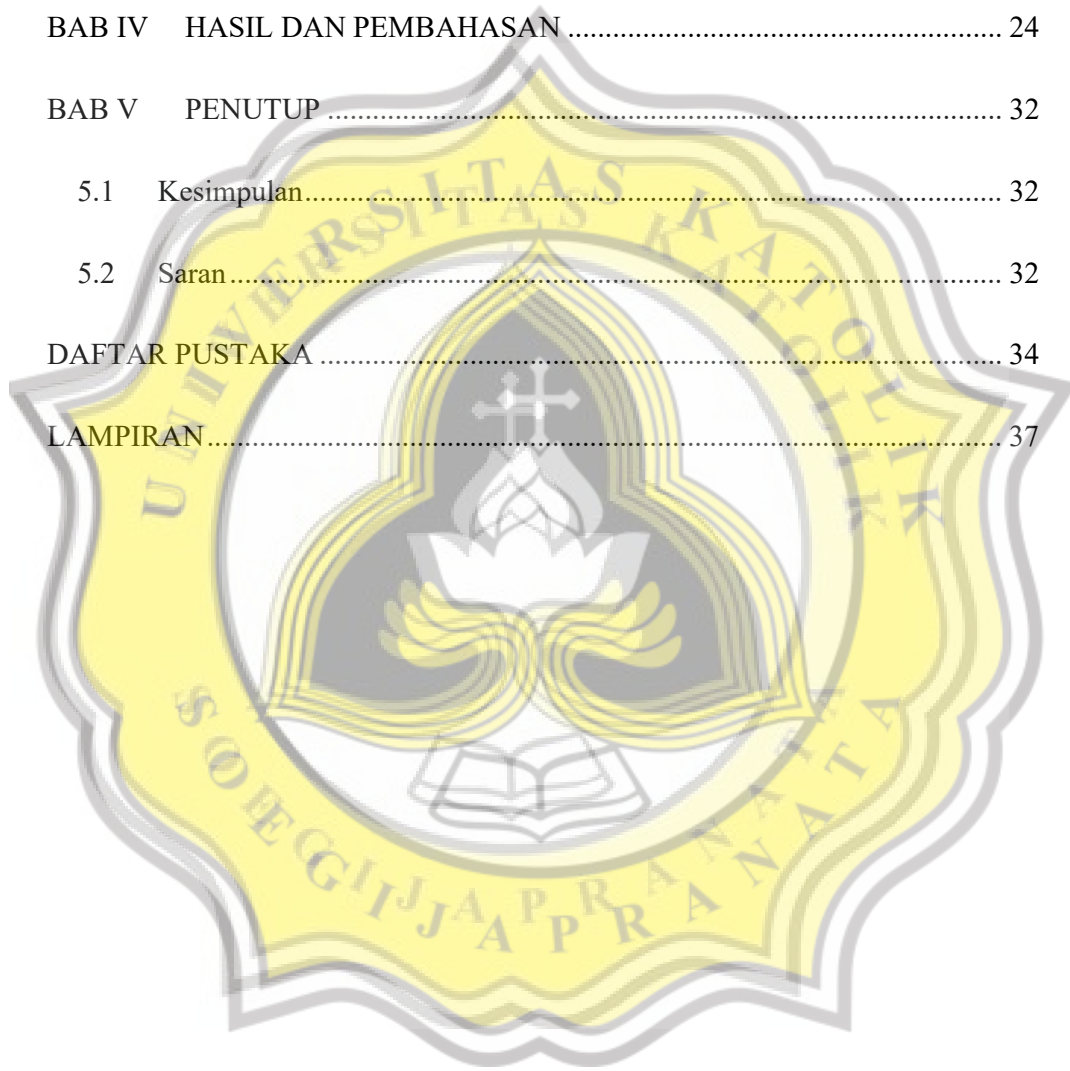 BAB IV HASIL DAN PEMBAHASAN .......................................................... 24
BAB V PENUTUP ........................................................................................... 32
5.1 Kesimpulan.............................................................................................. 32
5.2 Saran........................................................................................................ 32
DAFTAR PUSTAKA ............................................................................................ 34
LAMPIRAN........................................................................................................... 37
UNIVERSITAS KATOLIK
SOEGIJAPRANATA